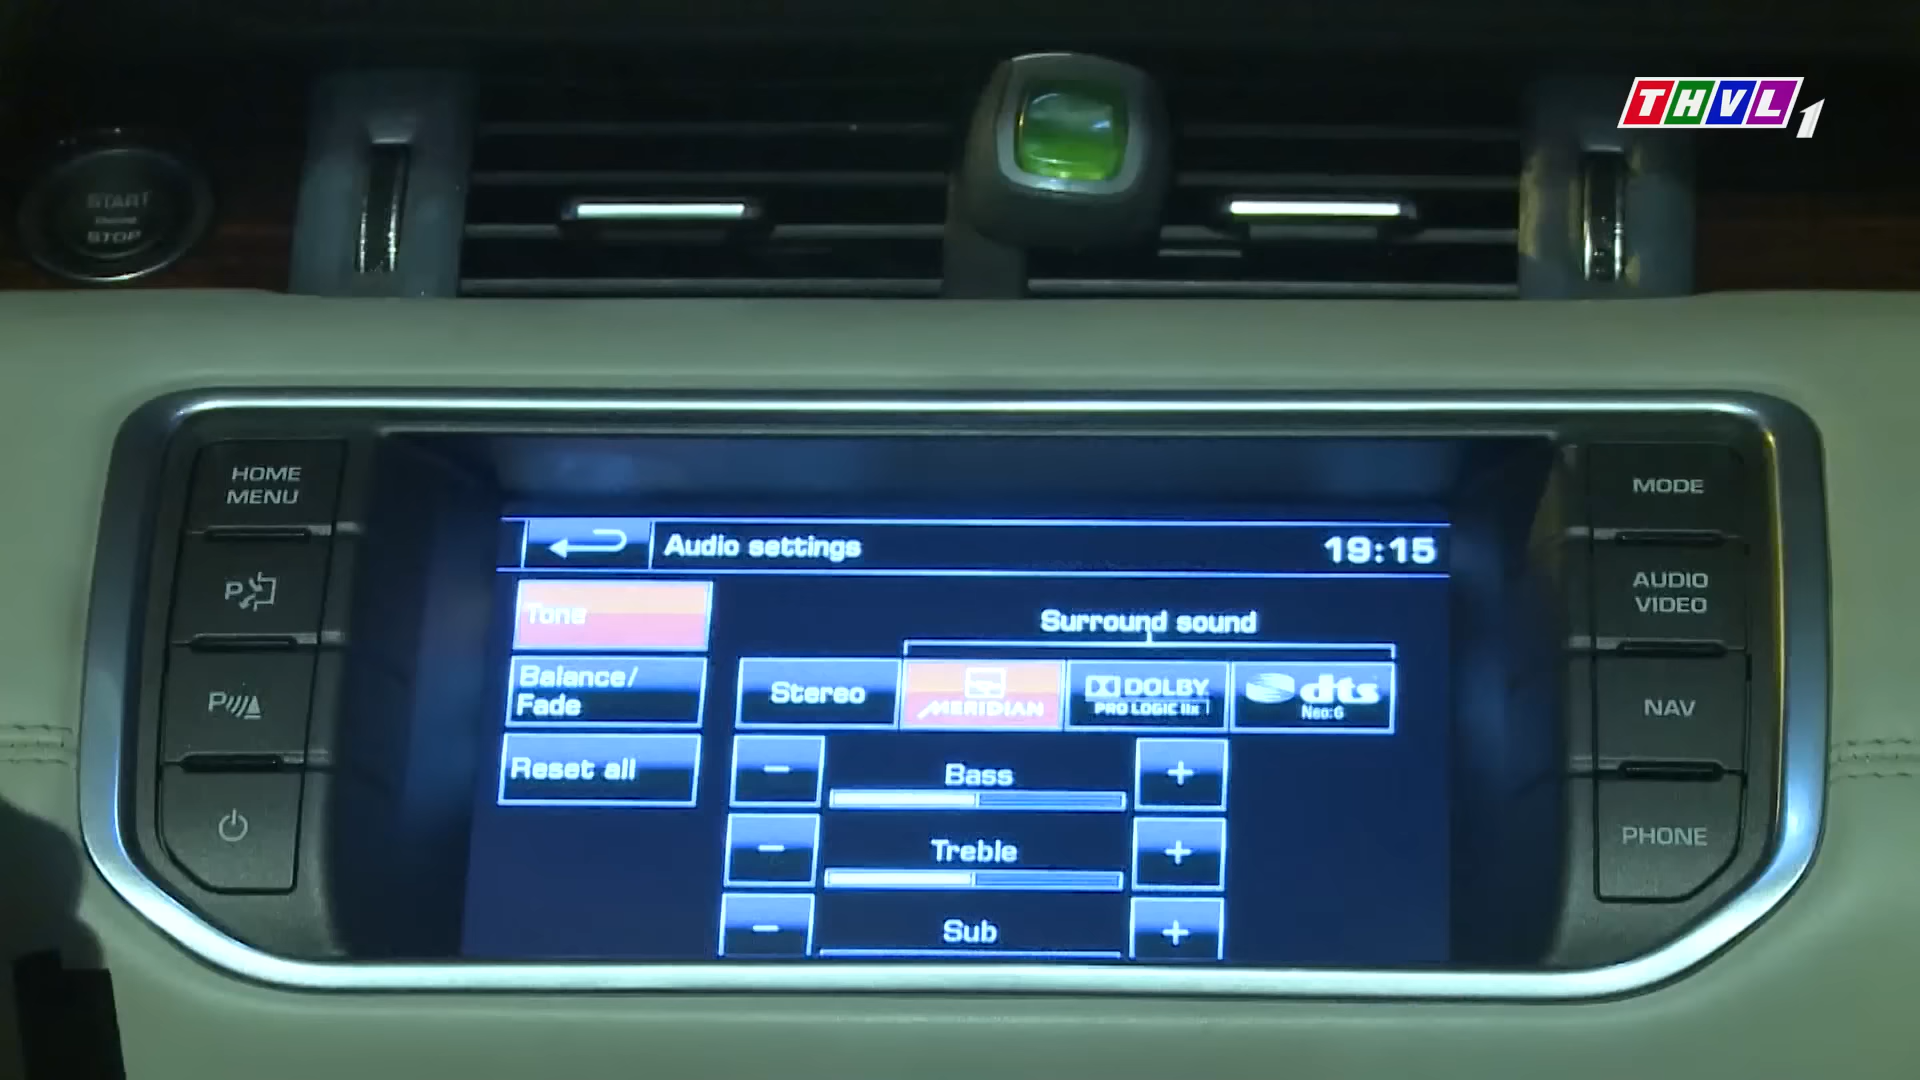 THVL1
START
STOP
HOME
MENU
MODE
Audio settings
19:15
Tone
Surround sound
AUDIO
VIDEO
P
Balance/
Fade
Stereo
MERIDIAN
DOLBY
PRO LOGIC IIx
dts
Neo:6
P
NAV
Reset all
− Bass +
− Treble +
PHONE
− Sub +